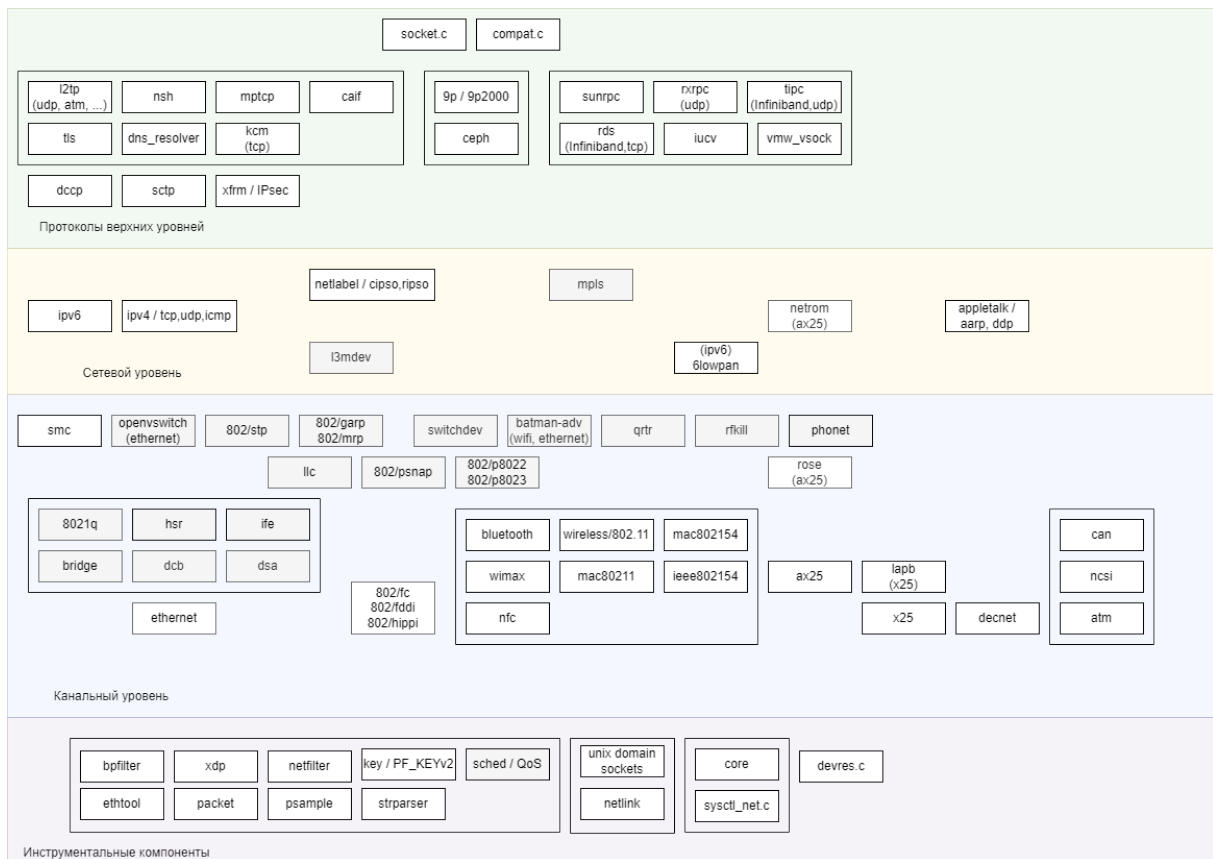 socket.c
compat.c
l2tp
(udp, atm, ...)
nsh
mptcp
caif
9p / 9p2000
sunrpc
rxrpc
(udp)
tipc
(Infiniband,udp)
tls
dns_resolver
kcm
(tcp)
ceph
rds
(Infiniband,tcp)
iucv
vmw_vsock
dccp
sctp
xfrm / IPsec
Протоколы верхних уровней
netlabel / cipso,ripso
mpls
ipv6
ipv4 / tcp,udp,icmp
netrom
(ax25)
appletalk /
aarp, ddp
l3mdev
(ipv6)
6lowpan
Сетевой уровень
smc
openvswitch
(ethernet)
802/stp
802/garp
802/mrp
switchdev
batman-adv
(wifi, ethernet)
qrtr
rfkill
phonet
llc
802/psnap
802/p8022
802/p8023
rose
(ax25)
8021q
hsr
ife
bluetooth
wireless/802.11
mac802154
can
bridge
dcb
dsa
wimax
mac80211
ieee802154
ax25
lapb
(x25)
ncsi
ethernet
802/fc
802/fddi
802/hippi
nfc
x25
decnet
atm
Канальный уровень
bpfilter
xdp
netfilter
key / PF_KEYv2
sched / QoS
unix domain
sockets
core
devres.c
ethtool
packet
psample
strparser
netlink
sysctl_net.c
Инструментальные компоненты